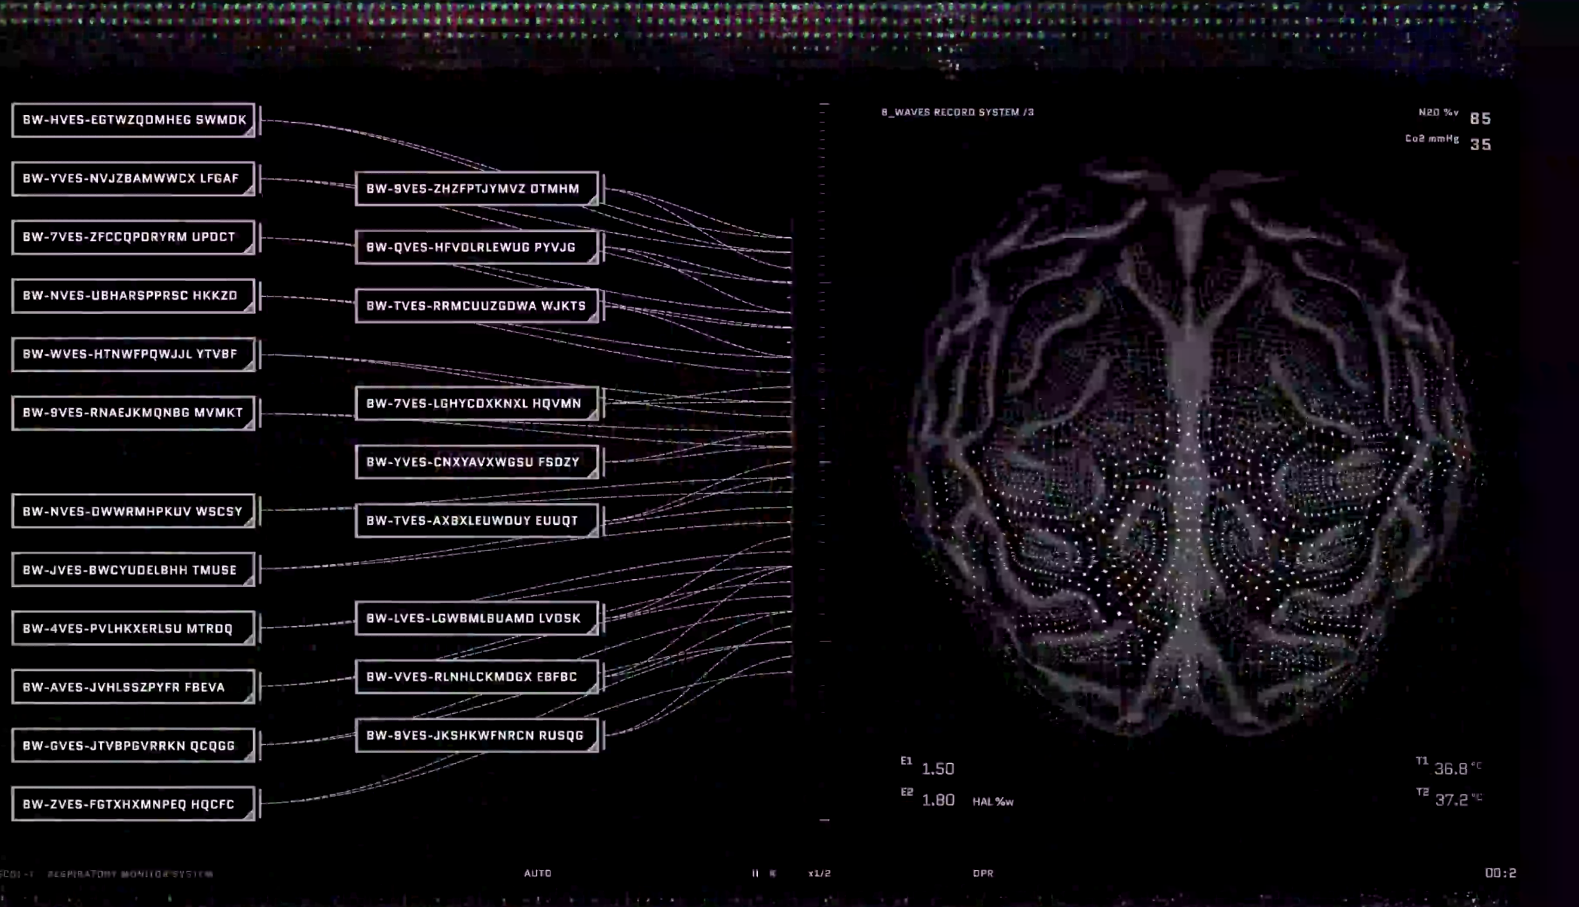 BW-HVES-EGTWZQDMHEG SWMDK
BW-YVES-NVJZBAMWWCX LFGAF
BW-7VES-ZFCCQPDRYRM UPDCT
BW-NVES-UBHARSPPRSC HKKZD
BW-WVES-HTNWFPQWJJL YTVBF
BW-9VES-RNAEJKMQNBG MVMKT
BW-NVES-DWWRMHPKUV WSCSY
BW-JVES-BWCYUDELBHH TMUSE
BW-4VES-PVLHKXERLSU MTRDQ
BW-AVES-JVHLSSZPYFR FBEVA
BW-GVES-JTVBPGVRRKN QCQGG
BW-ZVES-FGTXHXMNPEQ HQCFC
BW-9VES-ZHZFPTJYMVZ DTMHM
BW-QVES-HFVDLRLEWUG PYVJG
BW-TVES-RRMCUUZGDWA WJKTS
BW-7VES-LGHYCDXKNXL HQVMN
BW-YVES-CNXYAVXWGSU FSDZY
BW-TVES-AXBXLEUWDUY EUUQT
BW-LVES-LGWBMLBUAMD LVDSK
BW-VVES-RLNHLCKMDGX EBFBC
BW-9VES-JKSHKWFNRCN RUSQG
B_WAVES RECORD SYSTEM /3
N2O %v 85
Co2 mmHg 35
E1 1.50
E2 1.80 HAL %w
T1 36.8 °C
T2 37.2 °C
RESPIRATORY MONITOR SYSTEM
AUTO
x1/2
DPR
00:2